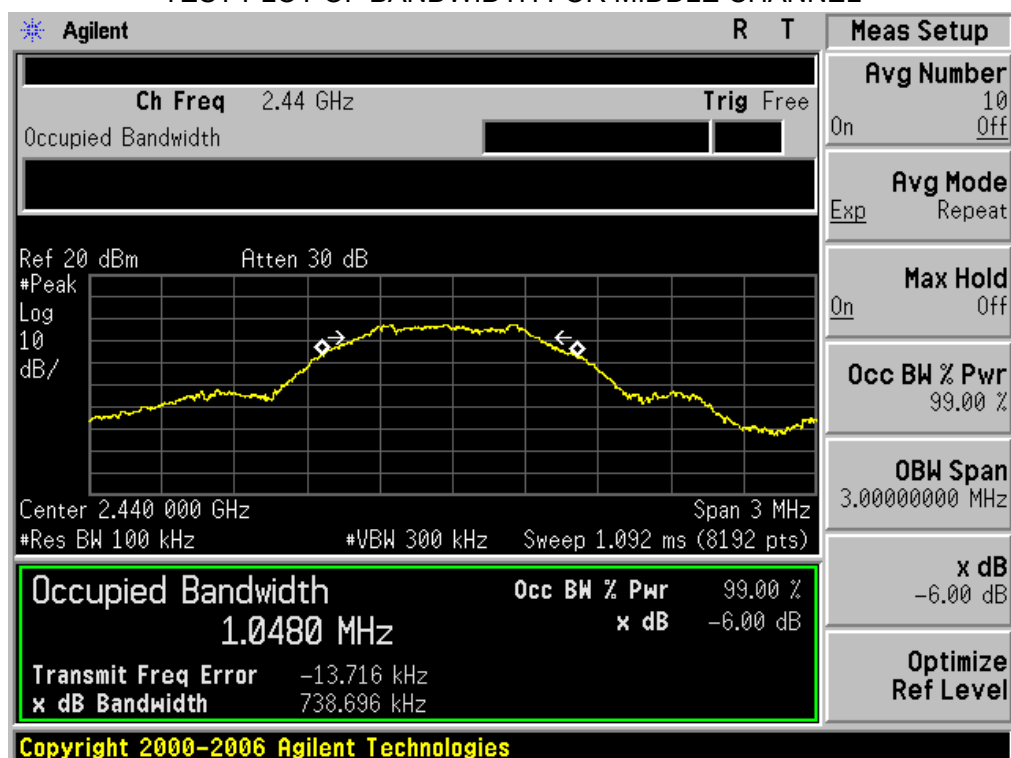 Agilent R T
Ch Freq 2.44 GHz Trig Free
Occupied Bandwidth
Ref 20 dBm Atten 30 dB
#Peak
Log
10
dB/
Center 2.440 000 GHz Span 3 MHz
#Res BW 100 kHz #VBW 300 kHz Sweep 1.092 ms (8192 pts)
Occupied Bandwidth Occ BW % Pwr 99.00 %
1.0480 MHz x dB -6.00 dB
Transmit Freq Error -13.716 kHz
x dB Bandwidth 738.696 kHz
Copyright 2000-2006 Agilent Technologies
Meas Setup
Avg Number
10
On Off
Avg Mode
Exp Repeat
Max Hold
On Off
Occ BW % Pwr
99.00 %
OBW Span
3.00000000 MHz
x dB
-6.00 dB
Optimize
Ref Level